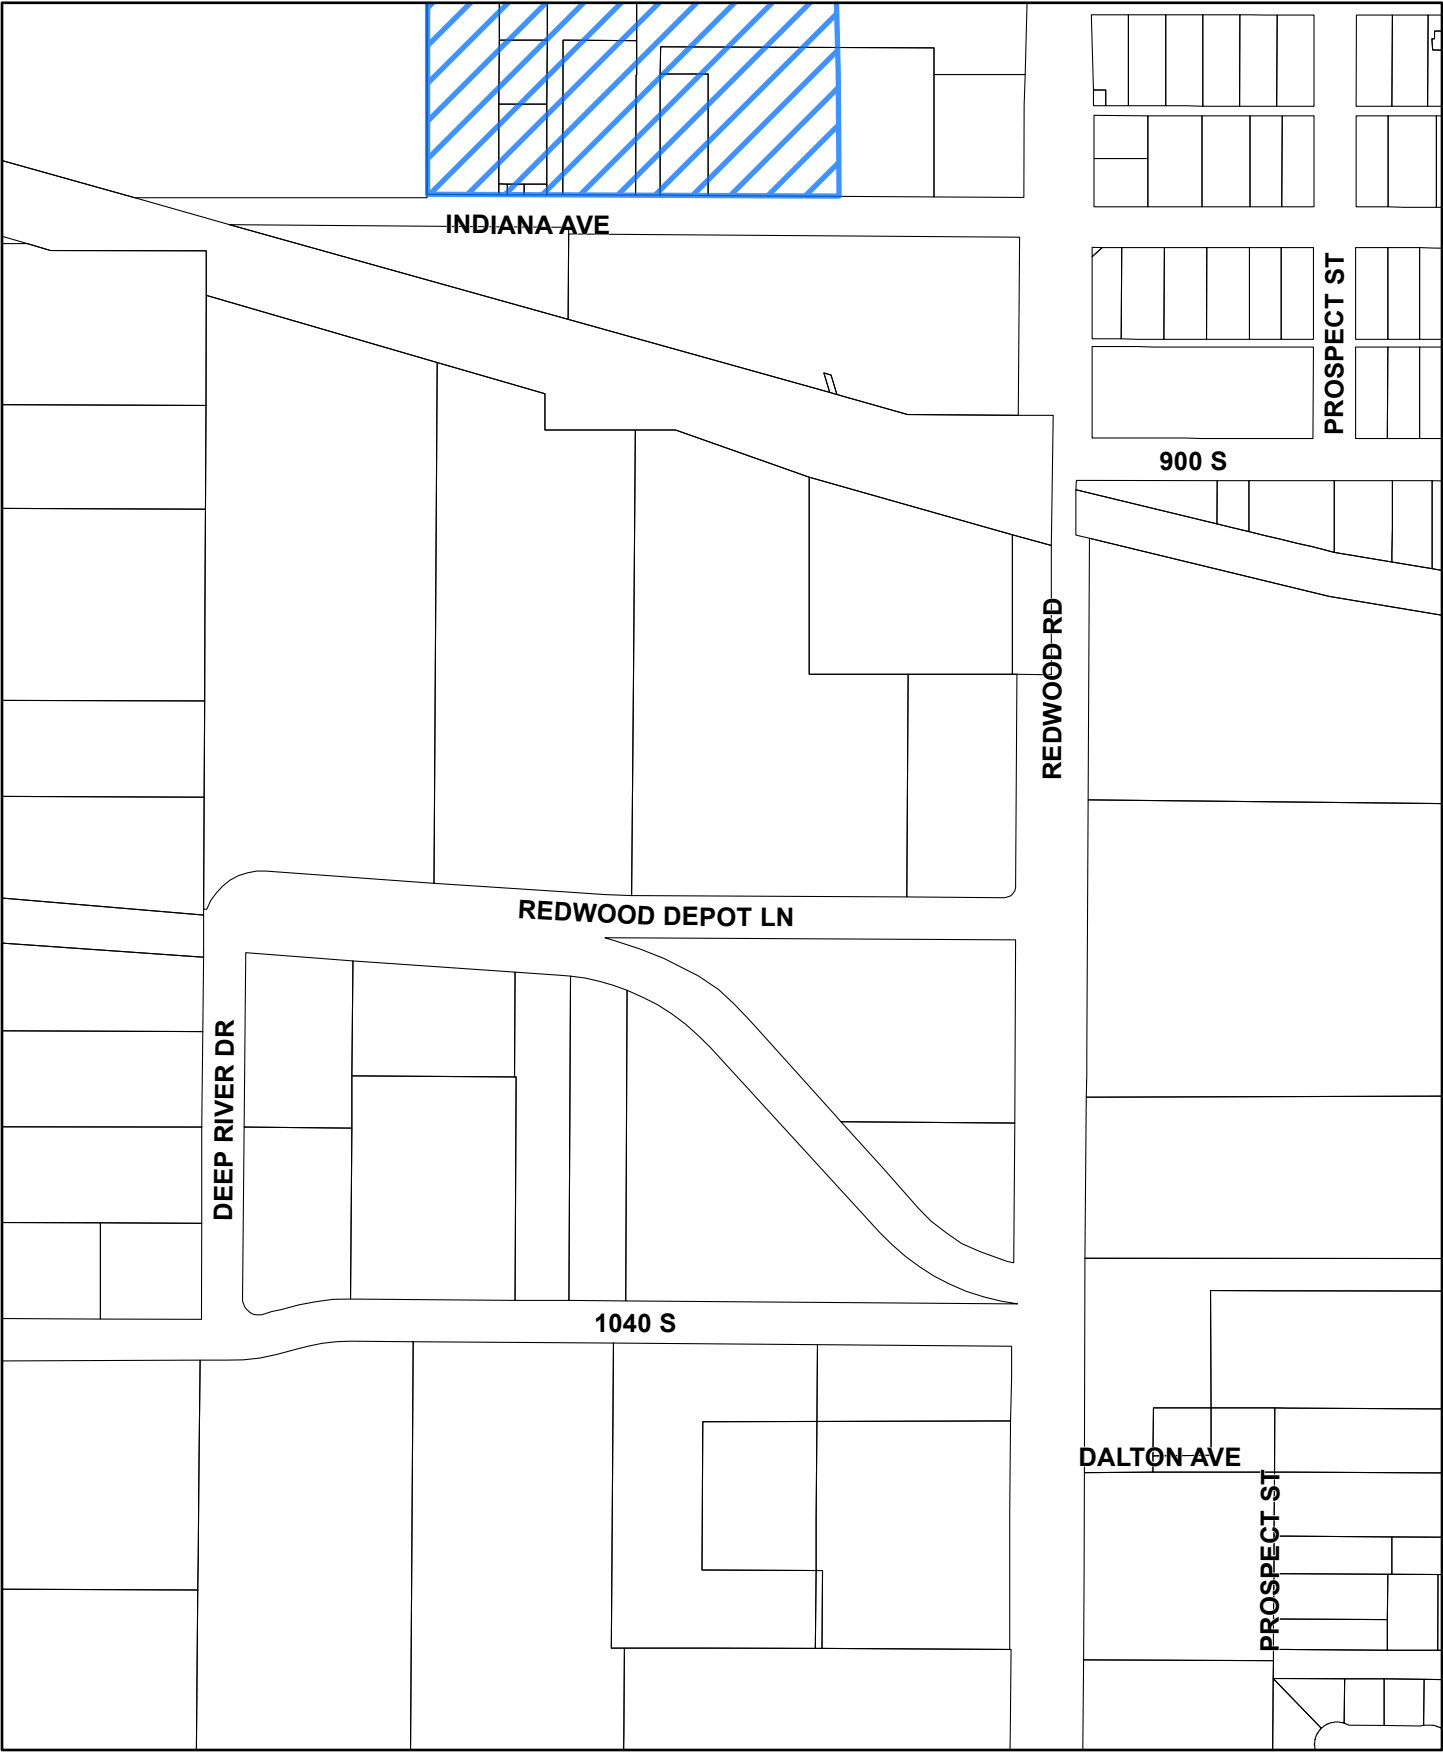 INDIANA AVE
PROSPECT ST
900 S
REDWOOD RD
REDWOOD DEPOT LN
DEEP RIVER DR
1040 S
DALTON AVE
PROSPECT ST